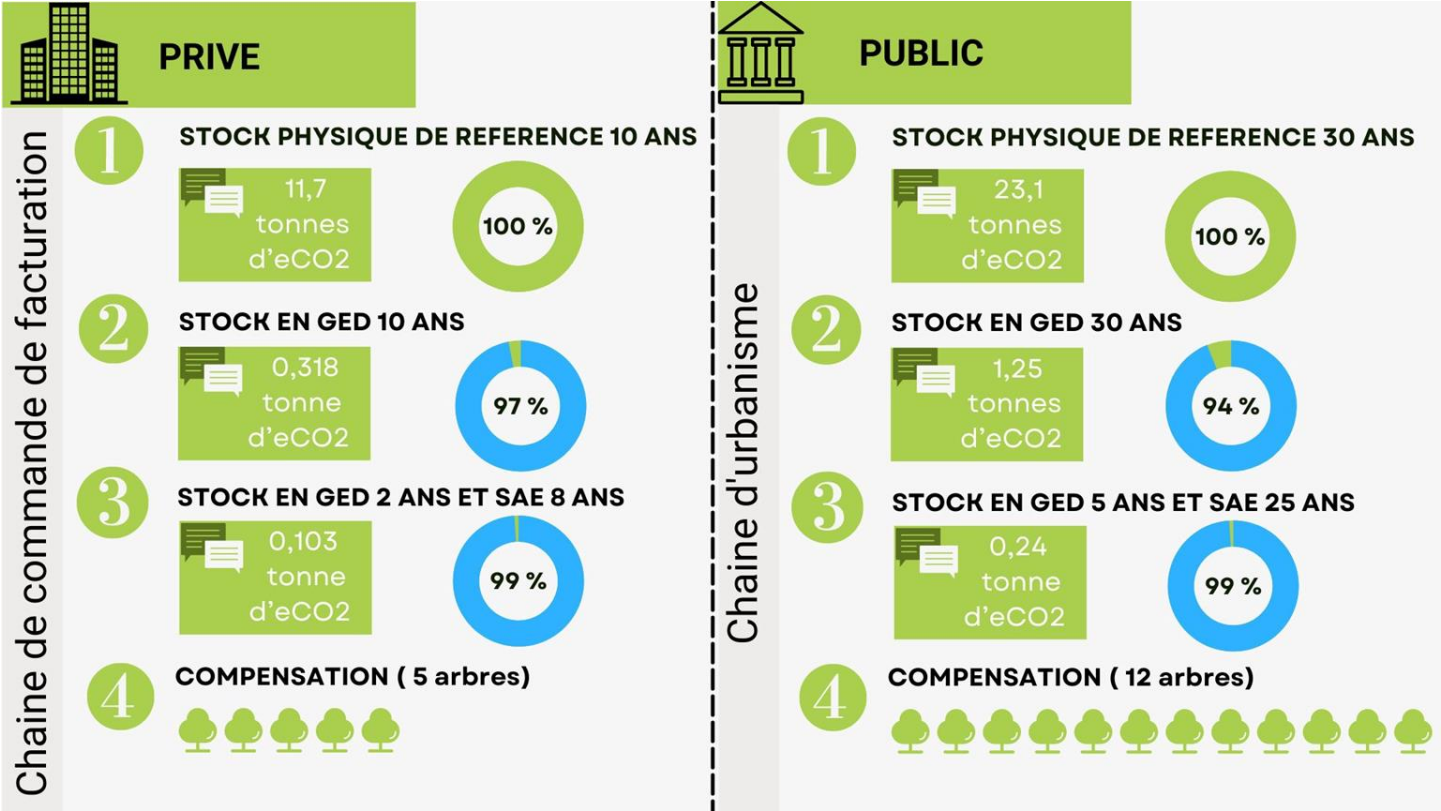 PRIVE
Chaine de commande de facturation
1
STOCK PHYSIQUE DE REFERENCE 10 ANS
11,7
tonnes
d'eCO2
100 %
2
STOCK EN GED 10 ANS
0,318
tonne
d'eCO2
97 %
3
STOCK EN GED 2 ANS ET SAE 8 ANS
0,103
tonne
d'eCO2
99 %
4
COMPENSATION ( 5 arbres)
PUBLIC
Chaine d'urbanisme
1
STOCK PHYSIQUE DE REFERENCE 30 ANS
23,1
tonnes
d'eCO2
100 %
2
STOCK EN GED 30 ANS
1,25
tonnes
d'eCO2
94 %
3
STOCK EN GED 5 ANS ET SAE 25 ANS
0,24
tonne
d'eCO2
99 %
4
COMPENSATION ( 12 arbres)